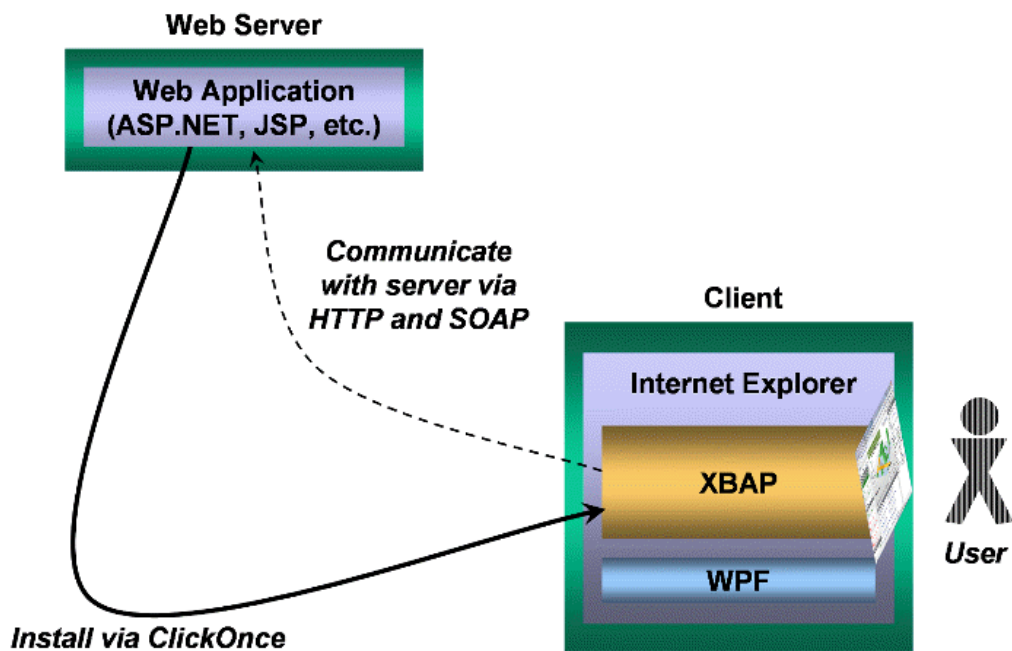 Web Server
Web Application
(ASP.NET, JSP, etc.)
Communicate
with server via
HTTP and SOAP
Client
Internet Explorer
XBAP
WPF
User
Install via ClickOnce